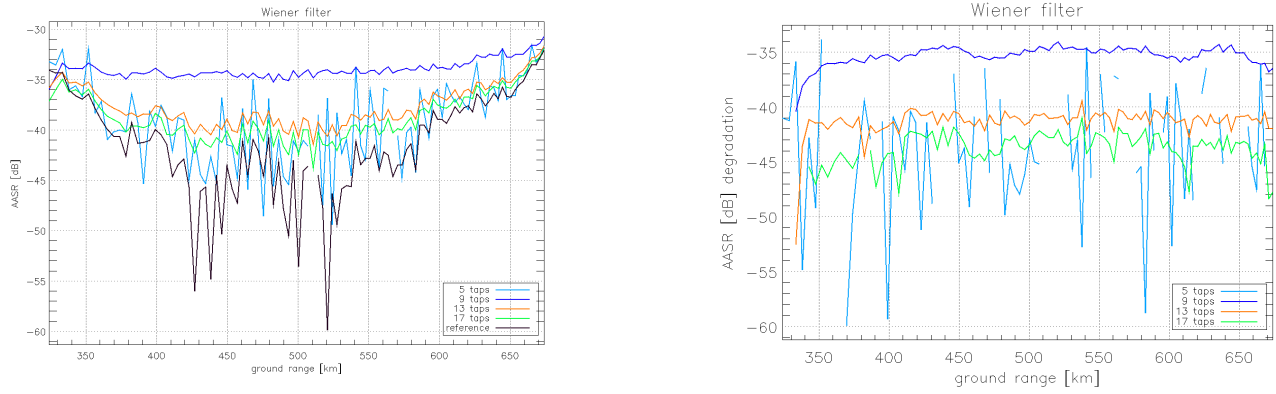 Wiener filter
AASR [dB]
−30
−35
−40
−45
−50
−55
−60
5 taps
9 taps
13 taps
17 taps
reference
350 400 450 500 550 600 650
ground range [km]
Wiener filter
AASR [dB] degradation
−35
−40
−45
−50
−55
−60
5 taps
9 taps
13 taps
17 taps
350 400 450 500 550 600 650
ground range [km]